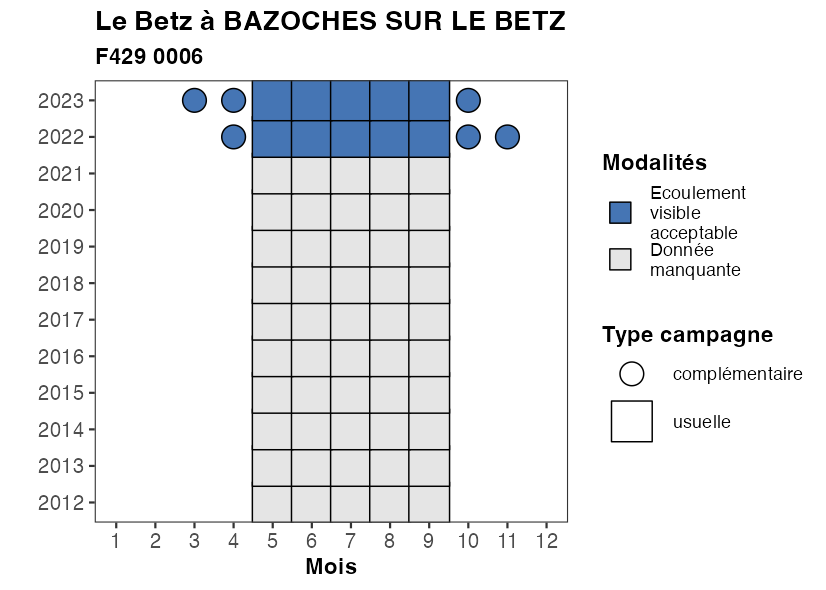 Le Betz à BAZOCHES SUR LE BETZ
F429 0006
2023
2022
2021
2020
2019
2018
2017
2016
2015
2014
2013
2012
1 2 3 4 5 6 7 8 9 10 11 12
Mois
Modalités
Ecoulement
visible
acceptable
Donnée
manquante
Type campagne
complémentaire
usuelle